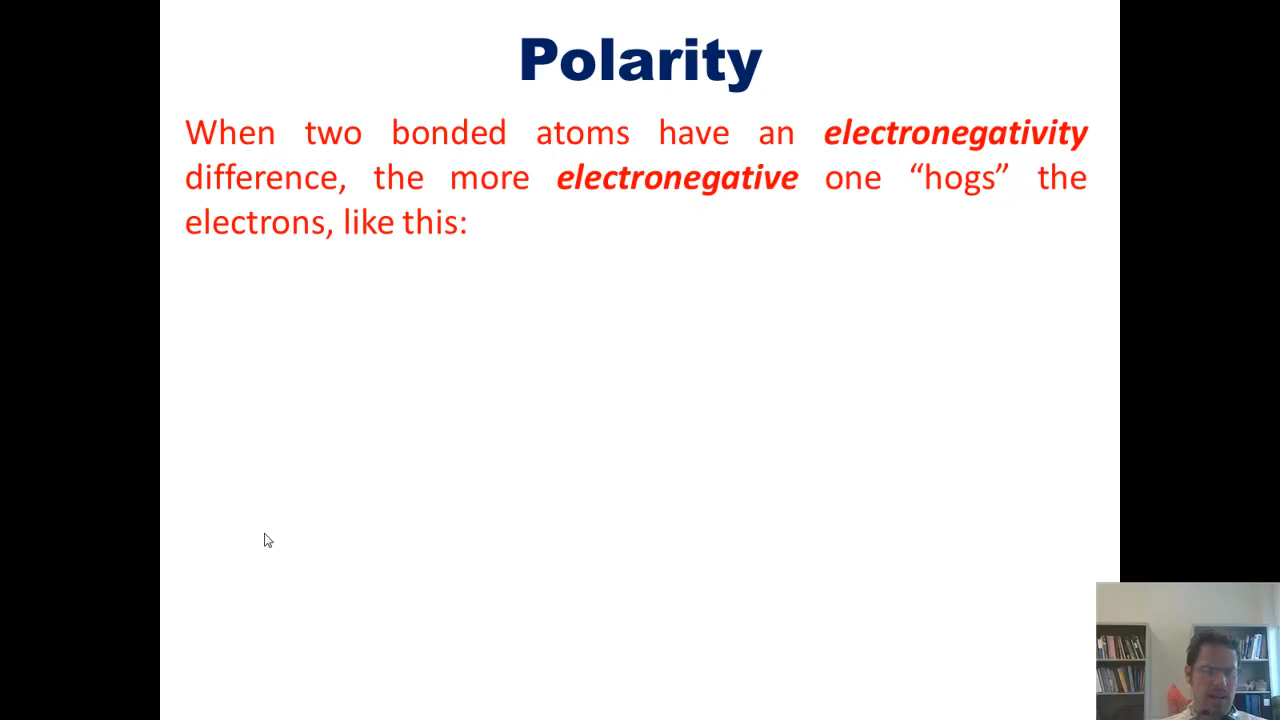 Polarity
When two bonded atoms have an electronegativity
difference, the more electronegative one “hogs” the
electrons, like this: